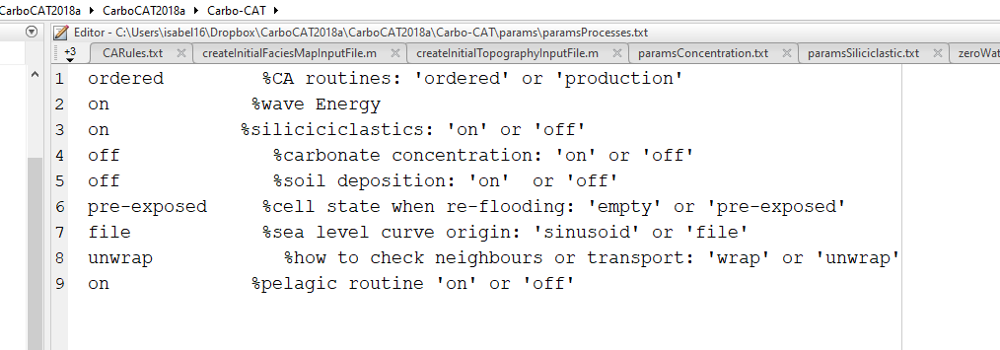 CarboCAT2018a ▸ CarboCAT2018a ▸ Carbo-CAT ▸
Editor - C:\Users\isabel16\Dropbox\CarboCAT2018a\CarboCAT2018a\Carbo-CAT\params\paramsProcesses.txt
+3 CARules.txt createInitialFaciesMapInputFile.m createInitialTopographyInputFile.m paramsConcentration.txt paramsSiliciclastic.txt zeroWat
1 ordered %CA routines: 'ordered' or 'production'
2 on %wave Energy
3 on %siliciciclastics: 'on' or 'off'
4 off %carbonate concentration: 'on' or 'off'
5 off %soil deposition: 'on' or 'off'
6 pre-exposed %cell state when re-flooding: 'empty' or 'pre-exposed'
7 file %sea level curve origin: 'sinusoid' or 'file'
8 unwrap %how to check neighbours or transport: 'wrap' or 'unwrap'
9 on %pelagic routine 'on' or 'off'